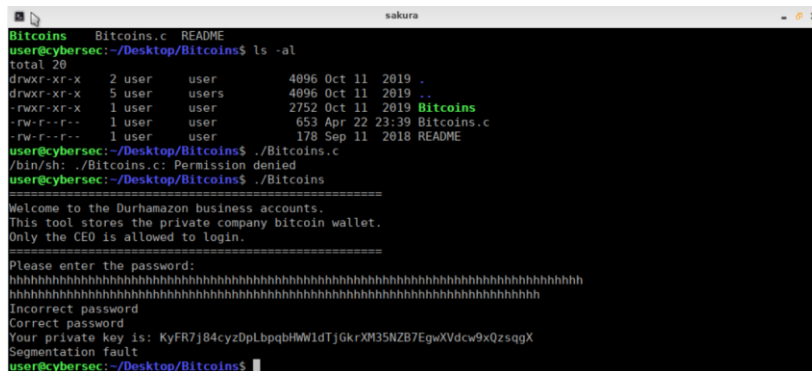 sakura
Bitcoins Bitcoins.c README
user@cybersec:~/Desktop/Bitcoins$ ls -al
total 20
drwxr-xr-x 2 user user 4096 Oct 11 2019 .
drwxr-xr-x 5 user users 4096 Oct 11 2019 ..
-rwxr-xr-x 1 user user 2752 Oct 11 2019 Bitcoins
-rw-r--r-- 1 user user 653 Apr 22 23:39 Bitcoins.c
-rw-r--r-- 1 user user 178 Sep 11 2018 README
user@cybersec:~/Desktop/Bitcoins$ ./Bitcoins.c
/bin/sh: ./Bitcoins.c: Permission denied
user@cybersec:~/Desktop/Bitcoins$ ./Bitcoins
====================================================
Welcome to the Durhamazon business accounts.
This tool stores the private company bitcoin wallet.
Only the CEO is allowed to login.
====================================================
Please enter the password:
hhhhhhhhhhhhhhhhhhhhhhhhhhhhhhhhhhhhhhhhhhhhhhhhhhhhhhhhhhhhhhhhhhhhhhhhhhhhhhhh
hhhhhhhhhhhhhhhhhhhhhhhhhhhhhhhhhhhhhhhhhhhhhhhhhhhhhhhhhhhhhhhhhhhhhhhhhh
Incorrect password
Correct password
Your private key is: KyFR7j84cyzDpLbpqbHWW1dTjGkrXM35NZB7EgwXVdcw9xQzsqgX
Segmentation fault
user@cybersec:~/Desktop/Bitcoins$